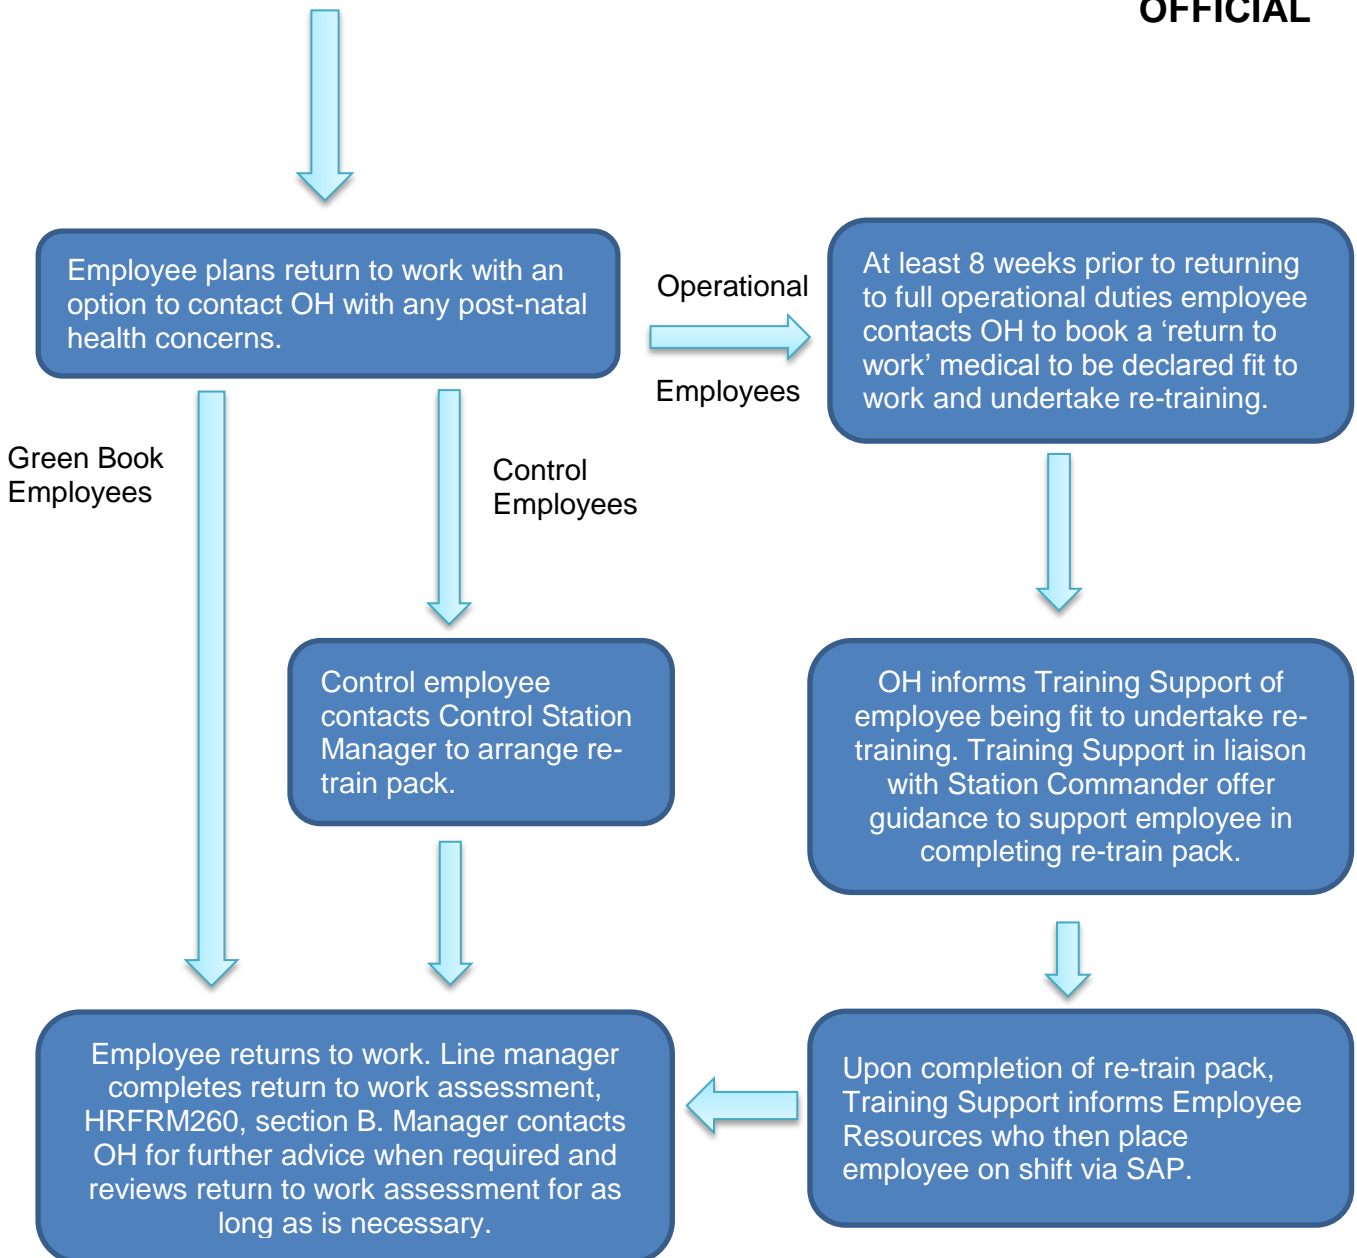 OFFICIAL
Employee plans return to work with an
option to contact OH with any post-natal
health concerns.
Operational
Employees
At least 8 weeks prior to returning
to full operational duties employee
contacts OH to book a ‘return to
work’ medical to be declared fit to
work and undertake re-training.
Green Book
Employees
Control
Employees
Control employee
contacts Control Station
Manager to arrange re-
train pack.
OH informs Training Support of
employee being fit to undertake re-
training. Training Support in liaison
with Station Commander offer
guidance to support employee in
completing re-train pack.
Employee returns to work. Line manager
completes return to work assessment,
HRFRM260, section B. Manager contacts
OH for further advice when required and
reviews return to work assessment for as
long as is necessary.
Upon completion of re-train pack,
Training Support informs Employee
Resources who then place
employee on shift via SAP.